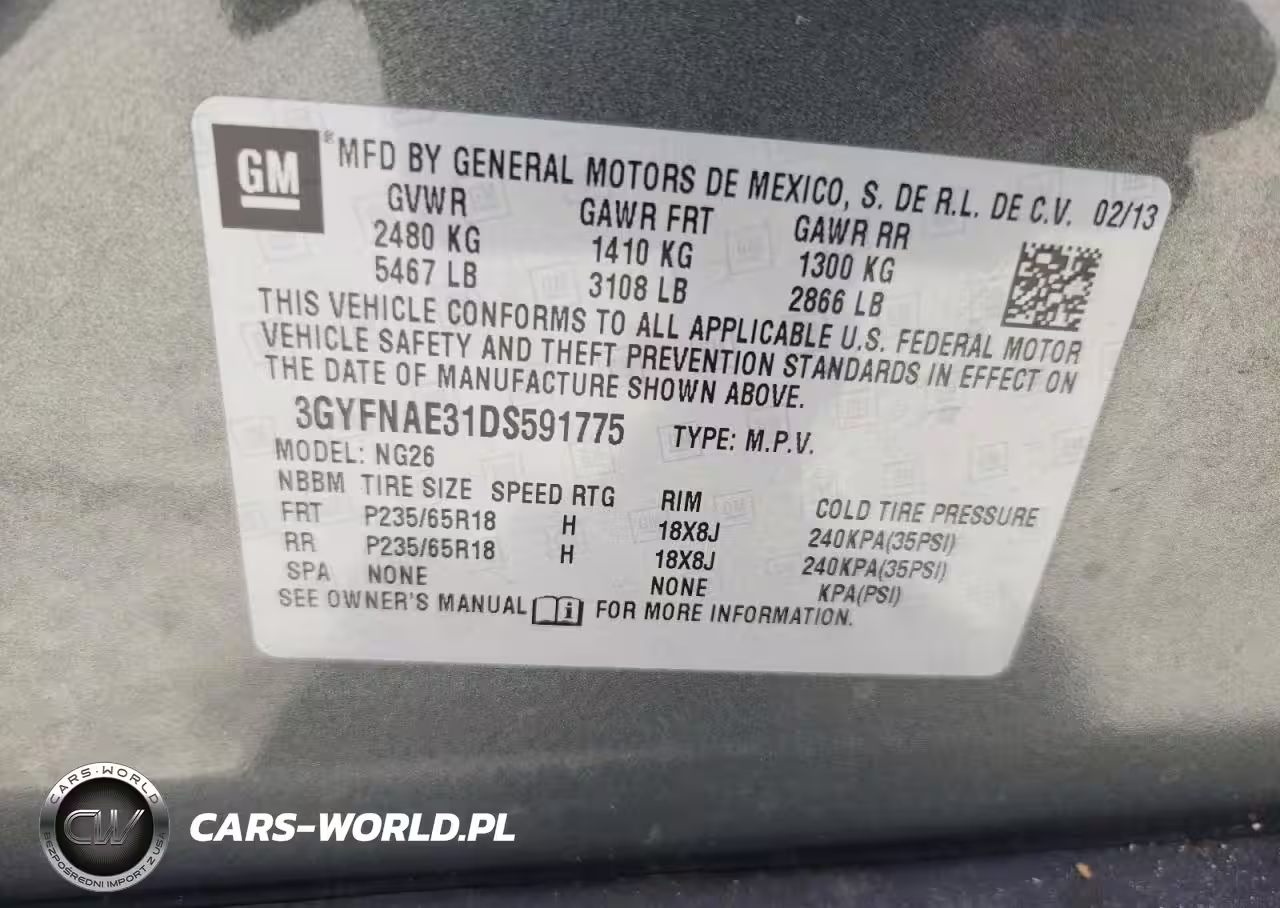 GM® MFD BY GENERAL MOTORS DE MEXICO, S. DE R.L. DE C.V. 02/13
GVWR GAWR FRT GAWR RR
2480 KG 1410 KG 1300 KG
5467 LB 3108 LB 2866 LB
THIS VEHICLE CONFORMS TO ALL APPLICABLE U.S. FEDERAL MOTOR
VEHICLE SAFETY AND THEFT PREVENTION STANDARDS IN EFFECT ON
THE DATE OF MANUFACTURE SHOWN ABOVE.
3GYFNAE31DS591775 TYPE: M.P.V.
MODEL: NG26
NBBM TIRE SIZE SPEED RTG RIM COLD TIRE PRESSURE
FRT P235/65R18 H 18X8J 240KPA(35PSI)
RR P235/65R18 H 18X8J 240KPA(35PSI)
SPA NONE NONE KPA(PSI)
SEE OWNER'S MANUAL FOR MORE INFORMATION.
CARS-WORLD
CW
BEZPOŚREDNI IMPORT Z USA
CARS-WORLD.PL